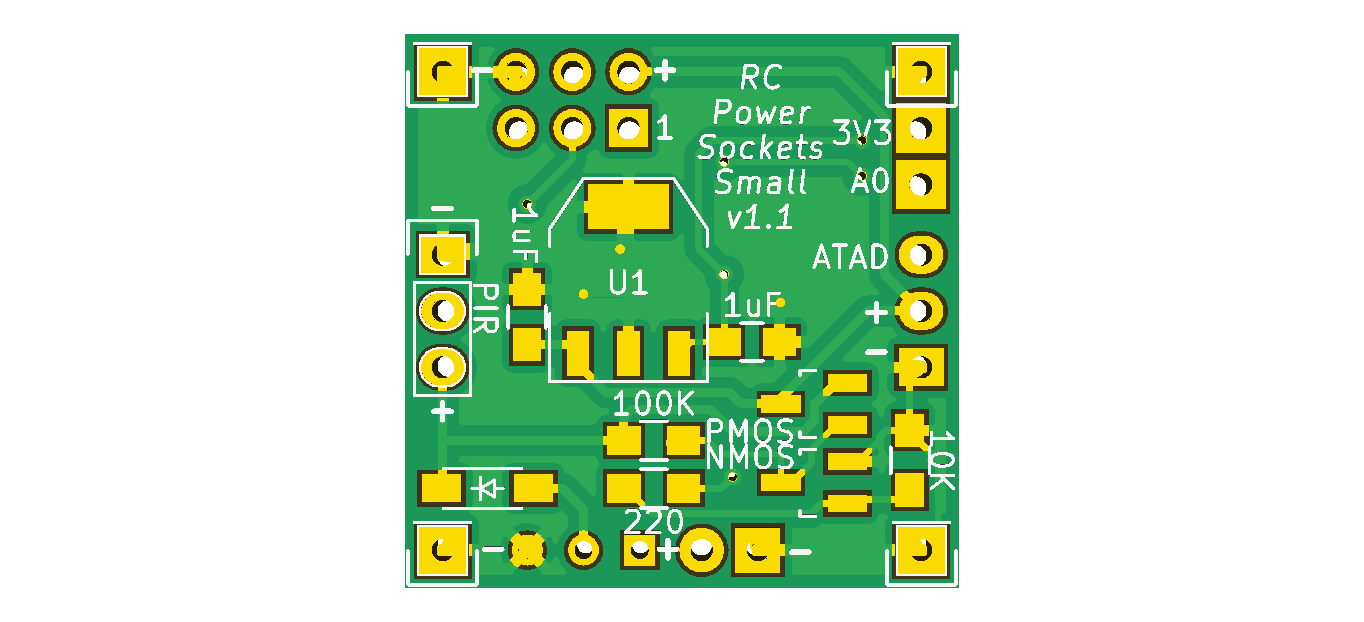 − +
RC
Power
Sockets
Small
v1.1
1
3V3
A0
−
1uF
ATAD
U1
PIR
1uF
+
−
+
100K
PMOS
NMOS
10K
220
− + −